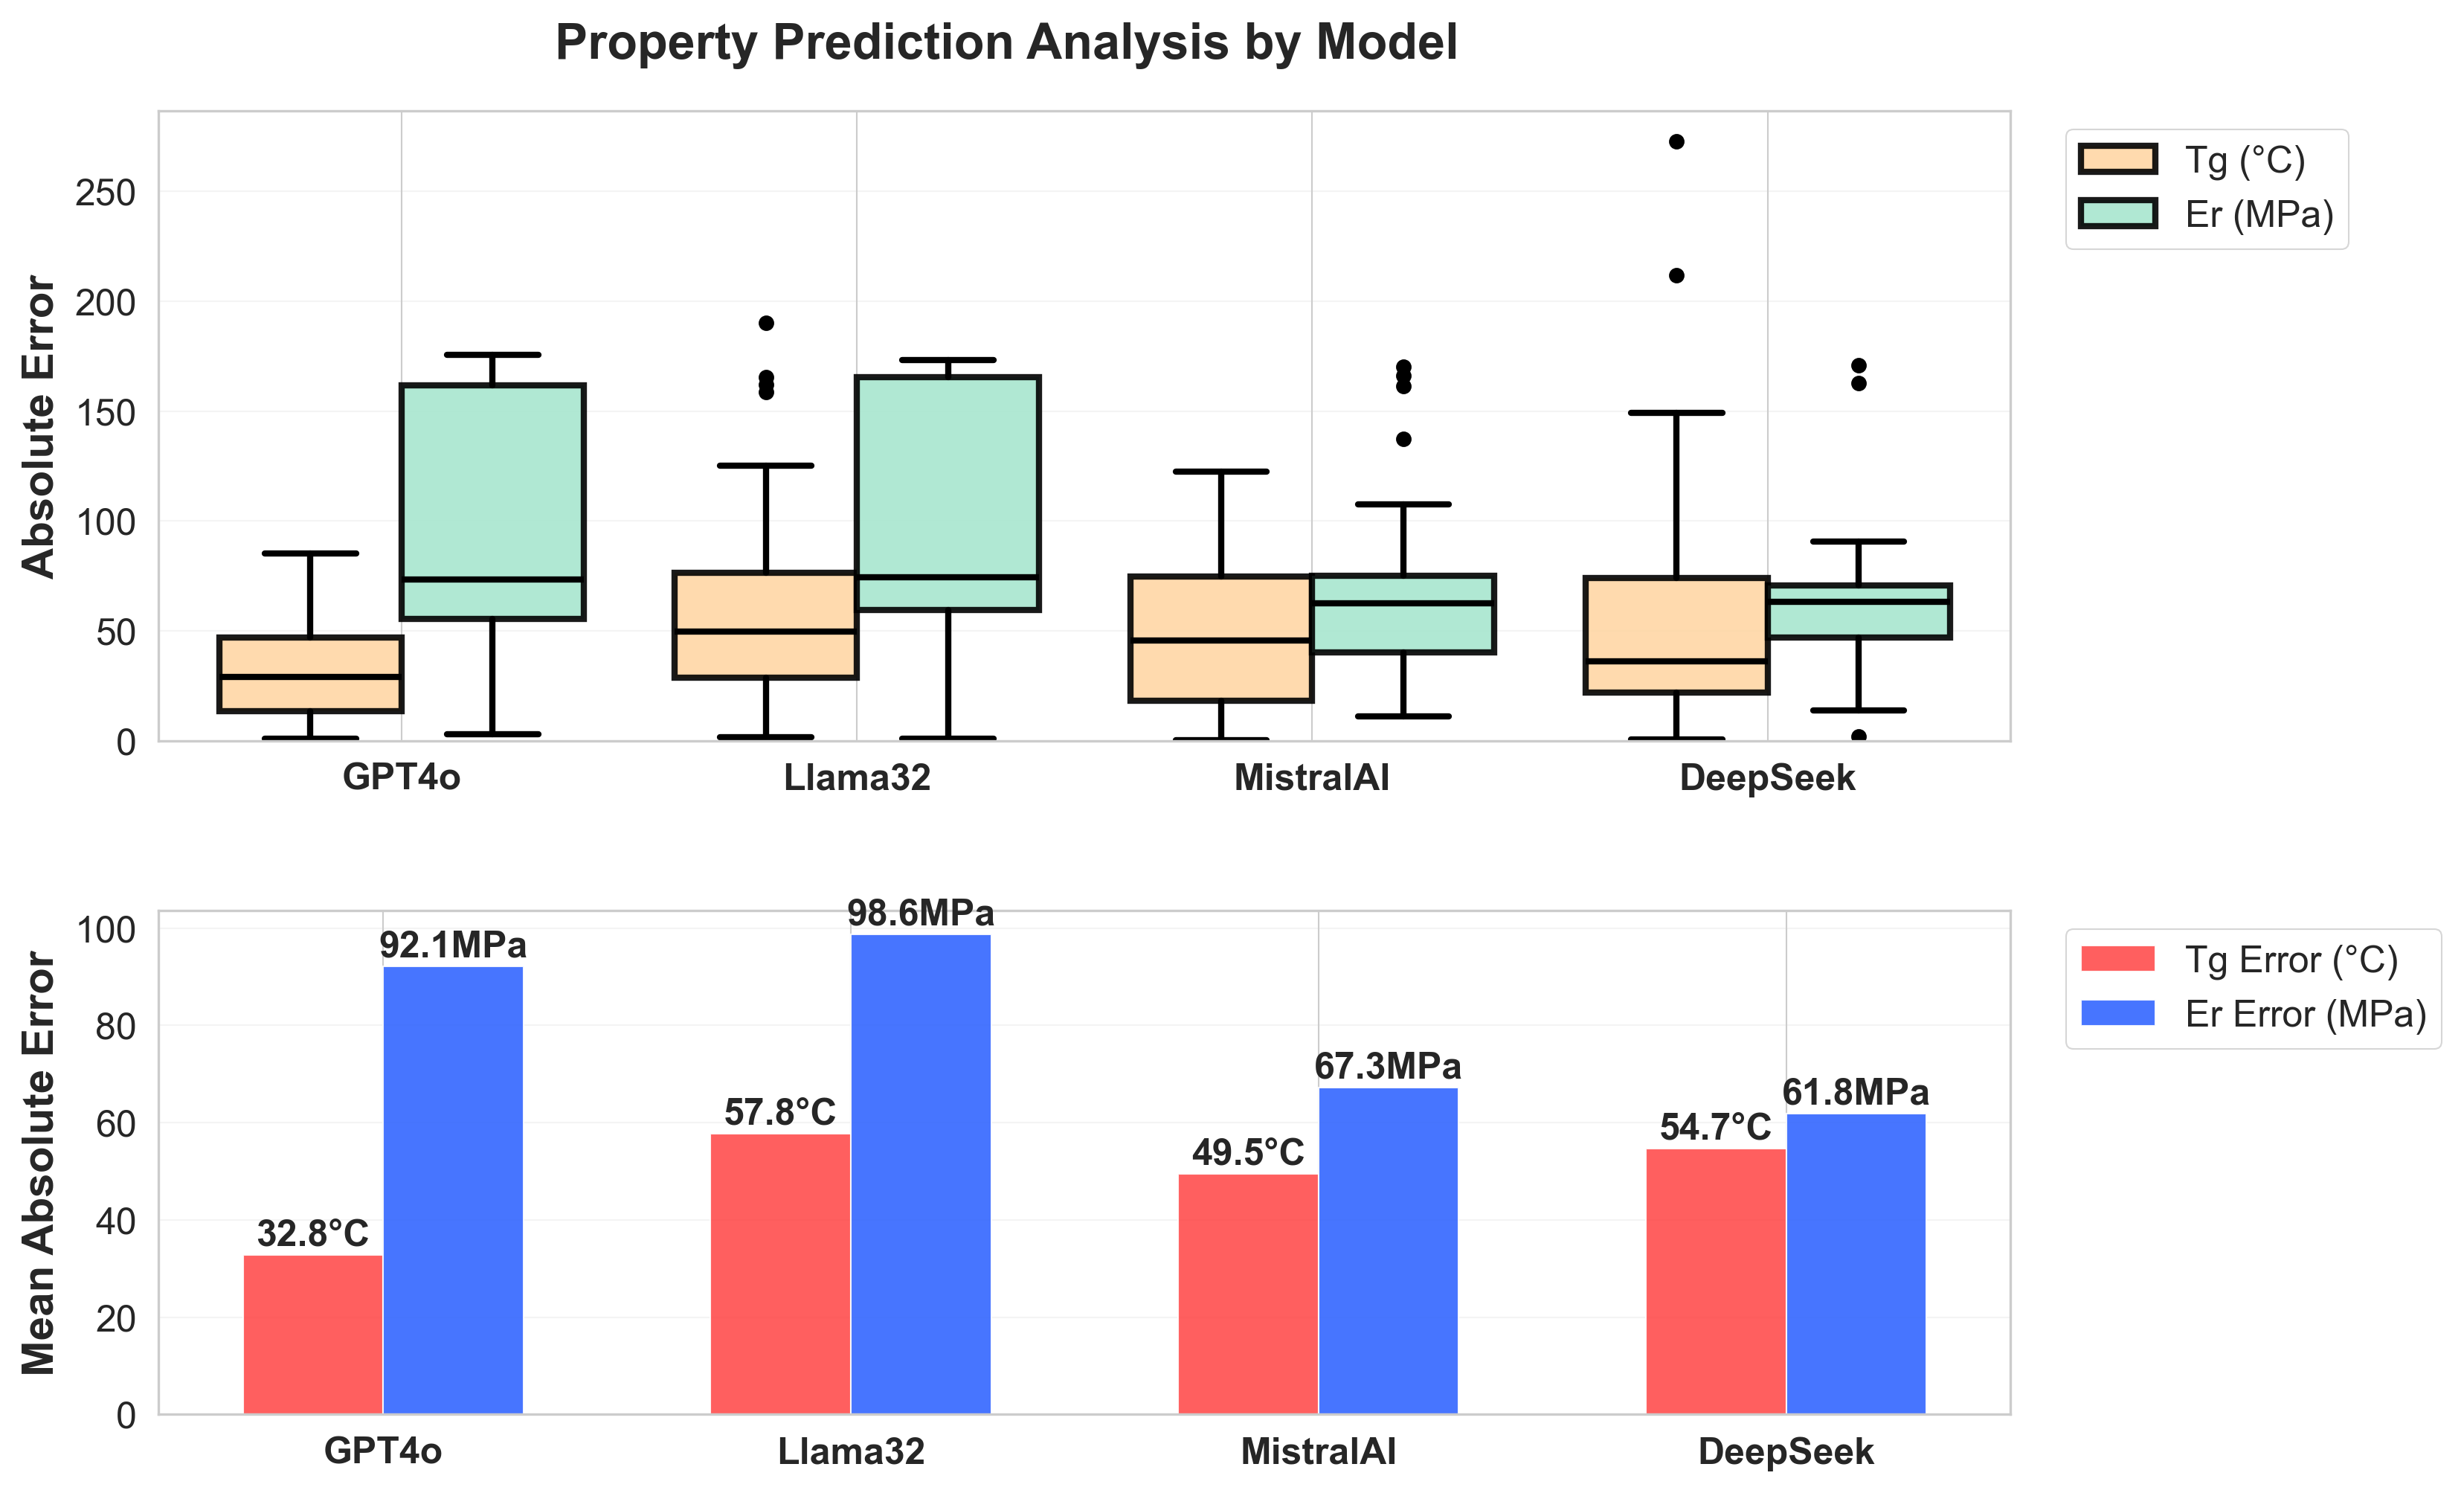 Property Prediction Analysis by Model
Absolute Error
250
200
150
100
50
0
GPT4o
Llama32
MistralAI
DeepSeek
Tg (°C)
Er (MPa)
Mean Absolute Error
100
80
60
40
20
0
32.8°C
92.1MPa
57.8°C
98.6MPa
49.5°C
67.3MPa
54.7°C
61.8MPa
GPT4o
Llama32
MistralAI
DeepSeek
Tg Error (°C)
Er Error (MPa)